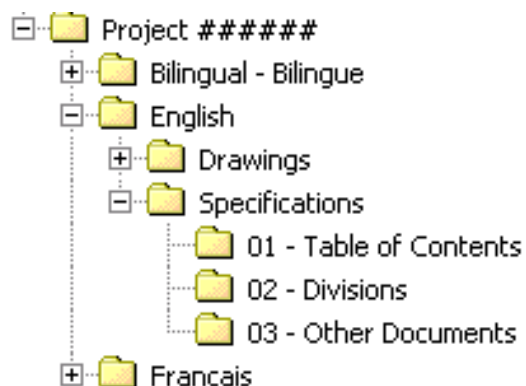 Project ######
Bilingual - Bilingue
English
Drawings
Specifications
01 - Table of Contents
02 - Divisions
03 - Other Documents
Francais